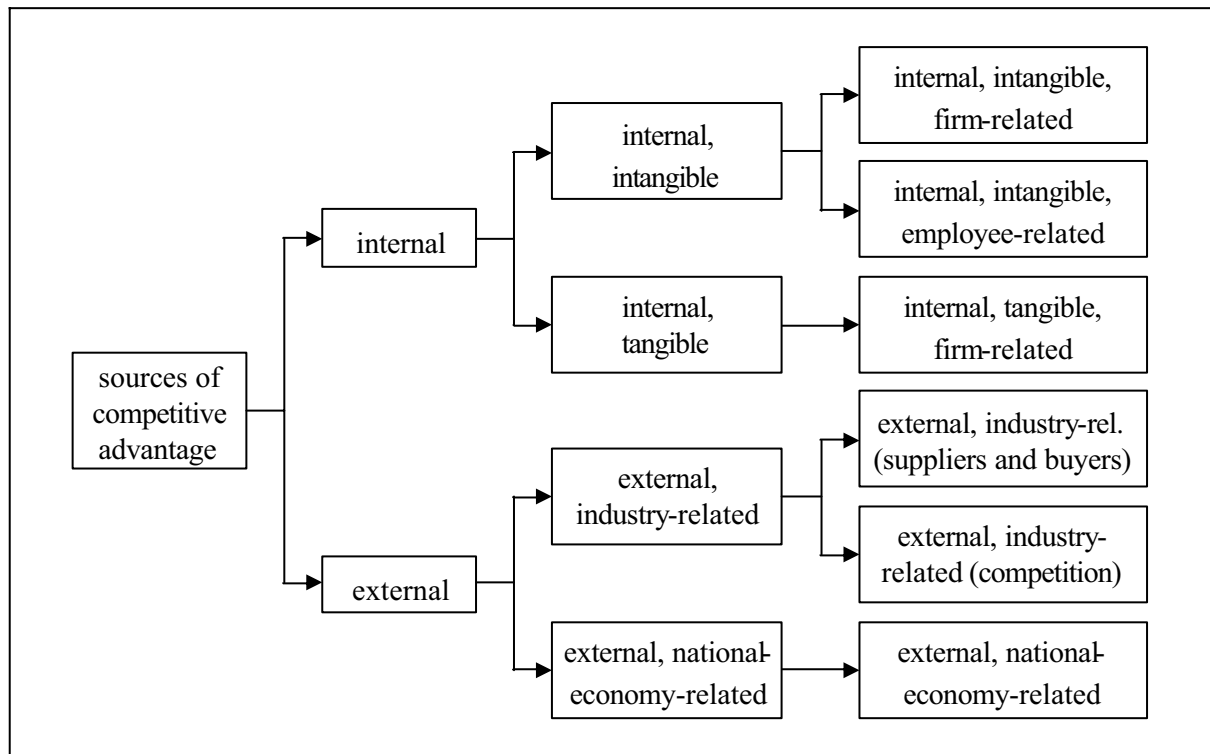 sources of
competitive
advantage
internal
external
internal,
intangible
internal,
tangible
external,
industry-related
external, national-
economy-related
internal, intangible,
firm-related
internal, intangible,
employee-related
internal, tangible,
firm-related
external, industry-rel.
(suppliers and buyers)
external, industry-
related (competition)
external, national-
economy-related